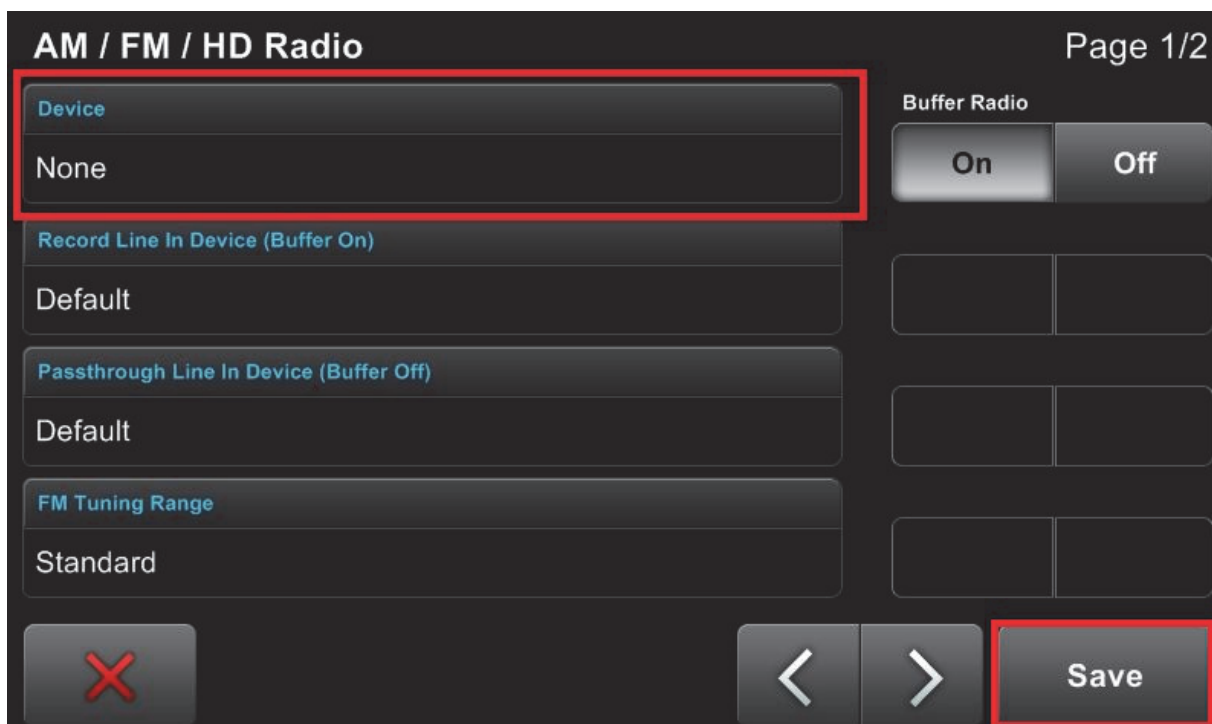 AM / FM / HD Radio
Page 1/2
Device
None
Buffer Radio
On
Off
Record Line In Device (Buffer On)
Default
Passthrough Line In Device (Buffer Off)
Default
FM Tuning Range
Standard
Save